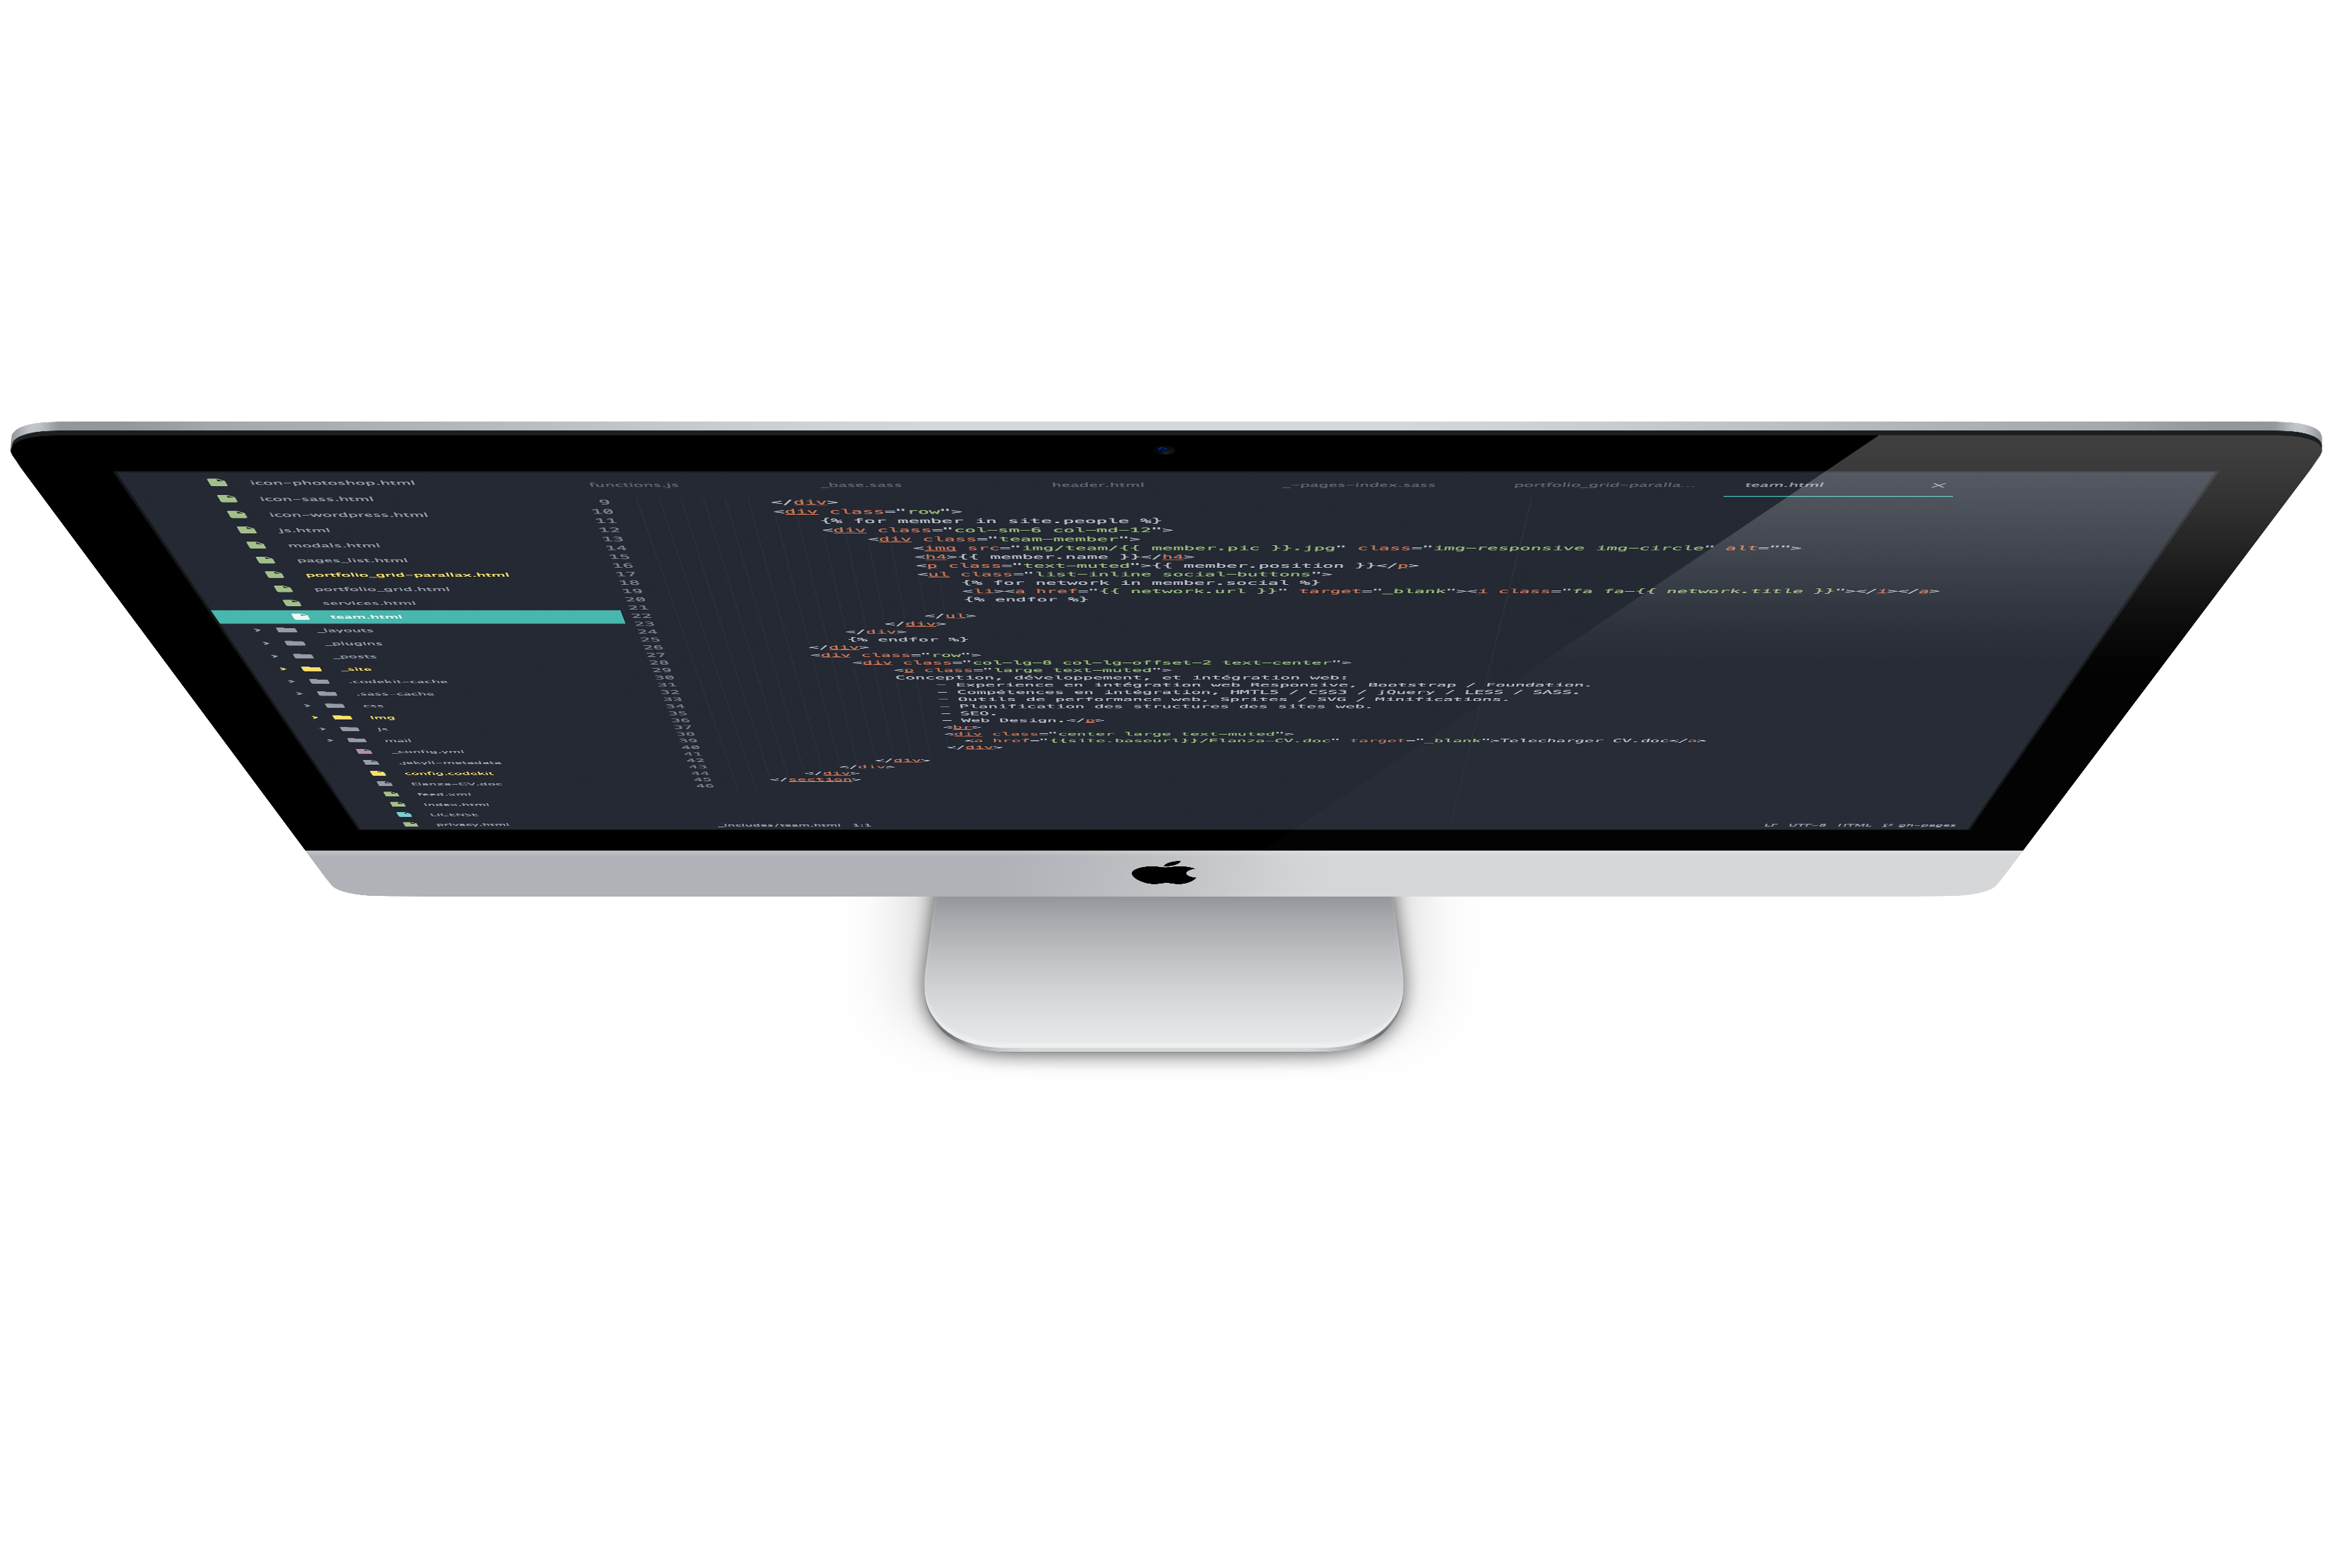 icon-photoshop.html
icon-sass.html
icon-wordpress.html
js.html
modals.html
pages_list.html
portfolio_grid-parallax.html
portfolio_grid.html
services.html
team.html
_layouts
_plugins
_posts
_site
.codekit-cache
.sass-cache
css
img
js
mail
_config.yml
.jekyll-metadata
config.codekit
Elanza-CV.doc
feed.xml
index.html
LICENSE
privacy.html
functions.js _base.sass header.html _-pages-index.sass portfolio_grid-paralla... team.html ×
9 </div>
10 <div class="row">
11 {% for member in site.people %}
12 <div class="col-sm-6 col-md-12">
13 <div class="team-member">
14 <img src="img/team/{{ member.pic }}.jpg" class="img-responsive img-circle" alt="">
15 <h4>{{ member.name }}</h4>
16 <p class="text-muted">{{ member.position }}</p>
17 <ul class="list-inline social-buttons">
18 {% for network in member.social %}
19 <li><a href="{{ network.url }}" target="_blank"><i class="fa fa-{{ network.title }}"></i></a>
20 {% endfor %}
21
22 </ul>
23 </div>
24 </div>
25 {% endfor %}
26 </div>
27 <div class="row">
28 <div class="col-lg-8 col-lg-offset-2 text-center">
29 <p class="large text-muted">
30 Conception, développement, et intégration web:
31 - Experience en intégration web Responsive, Bootstrap / Foundation.
32 - Compétences en intégration, HMTL5 / CSS3 / jQuery / LESS / SASS.
33 - Outils de performance web, Sprites / SVG / Minifications.
34 - Planification des structures des sites web.
35 - SEO.
36 - Web Design.</p>
37 <br>
38 <div class="center large text-muted">
39 <a href="{{site.baseurl}}/Elanza-CV.doc" target="_blank">Telecharger CV.doc</a>
40 </div>
41
42 </div>
43 </div>
44 </div>
45 </section>
46
_includes/team.html 1:1
LF UTF-8 HTML gh-pages